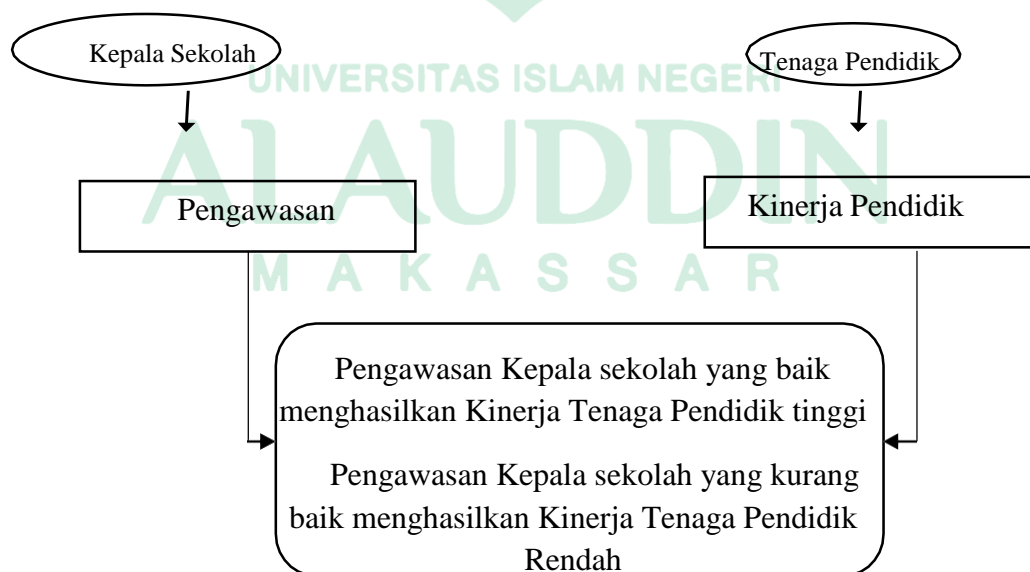 Kepala Sekolah
Tenaga Pendidik
UNIVERSITAS ISLAM NEGERI
ALAUDDIN
Pengawasan
Kinerja Pendidik
MAKASSAR
Pengawasan Kepala sekolah yang baik
menghasilkan Kinerja Tenaga Pendidik tinggi
Pengawasan Kepala sekolah yang kurang
baik menghasilkan Kinerja Tenaga Pendidik
Rendah